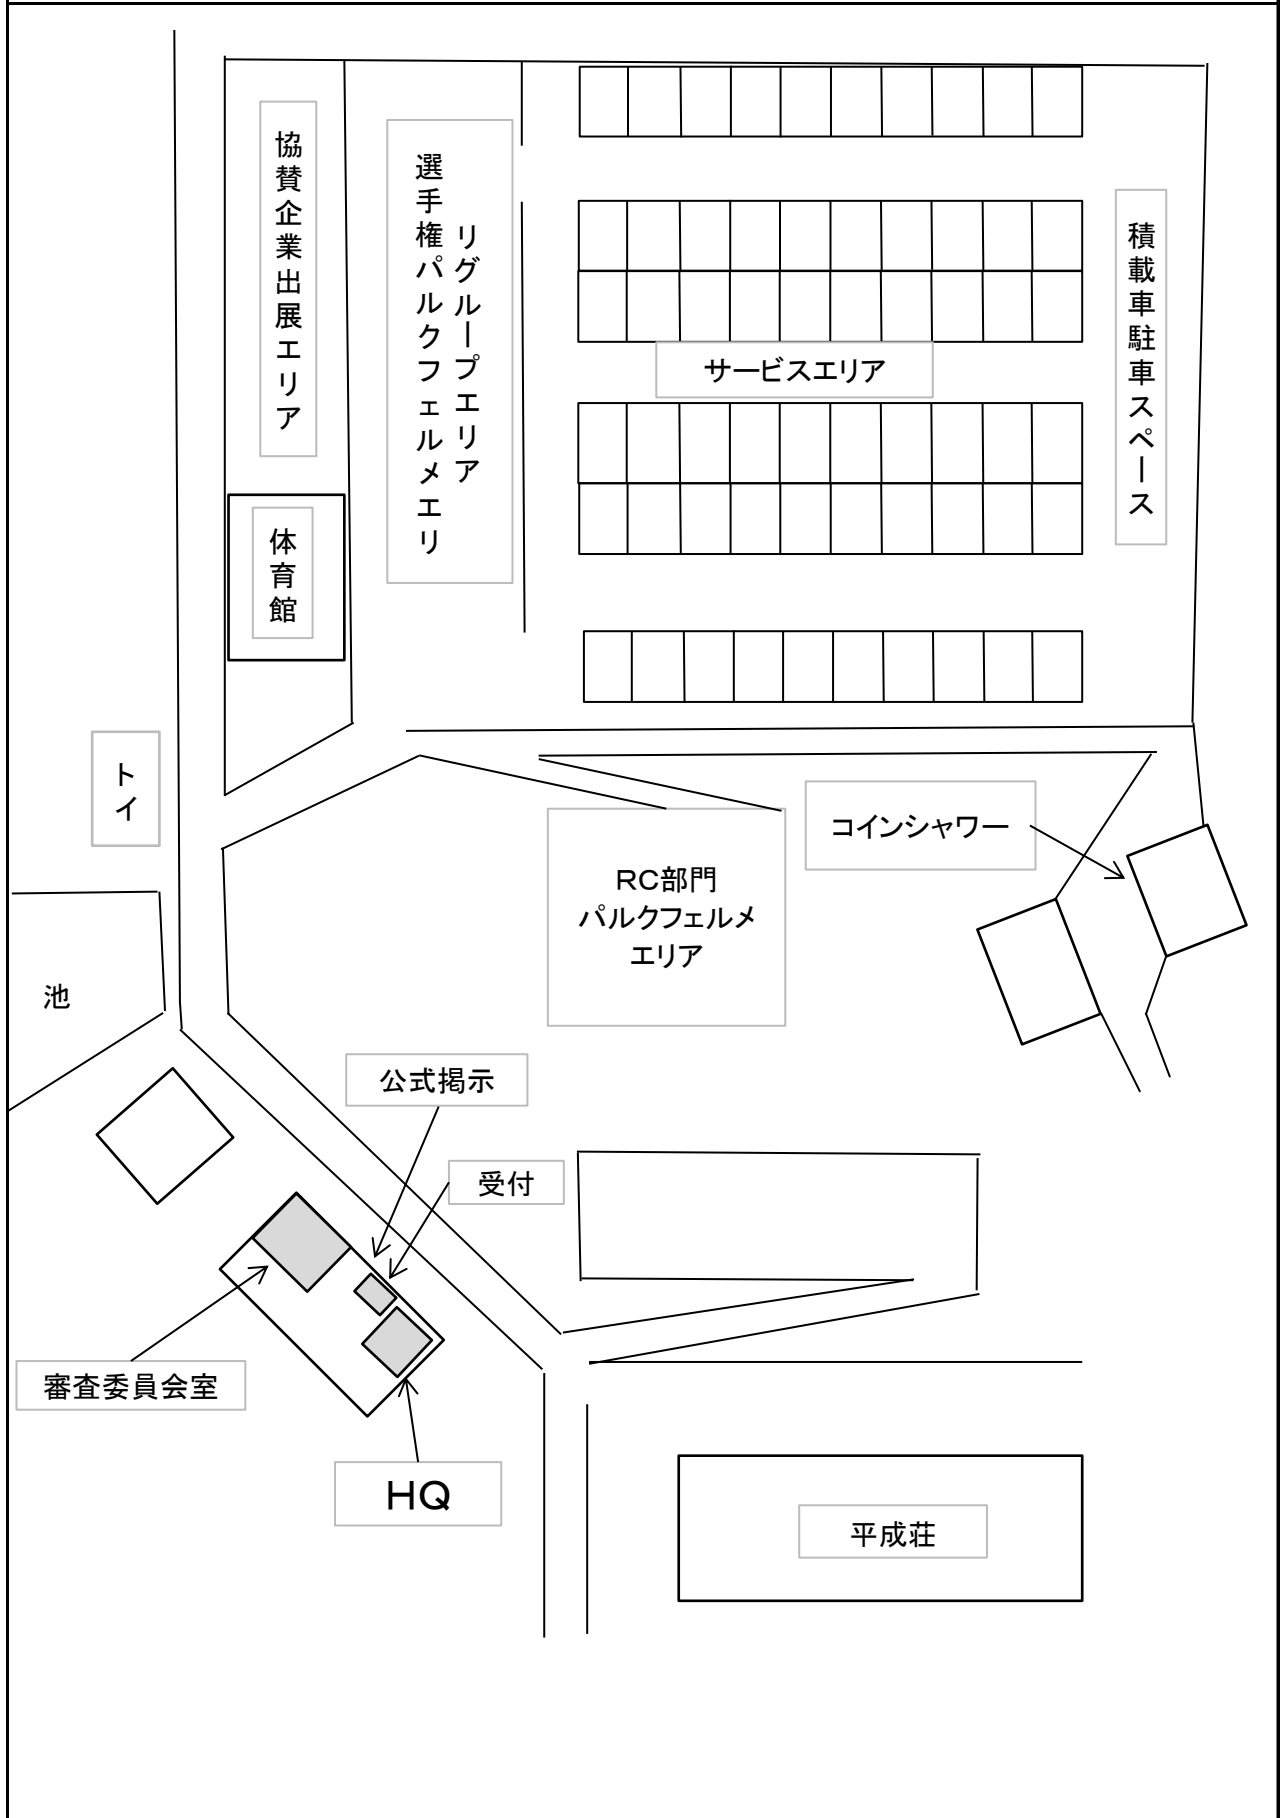 協賛企業出展エリア
リグループエリア
選手権パルクフェルメエリ
積載車駐車スペース
サービスエリア
体育館
トイ
コインシャワー
RC部門
パルクフェルメ
エリア
池
公式掲示
受付
審査委員会室
HQ
平成荘